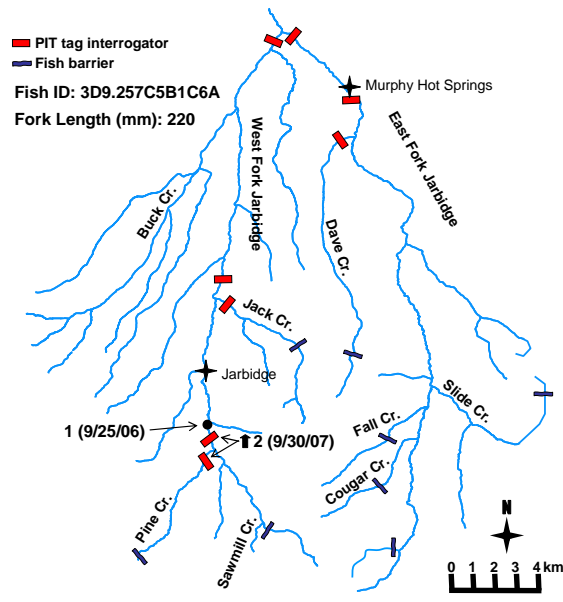 PIT tag interrogator
Fish barrier
Fish ID: 3D9.257C5B1C6A
Fork Length (mm): 220
Murphy Hot Springs
West Fork Jarbidge
East Fork Jarbidge
Buck Cr.
Dave Cr.
Jack Cr.
Jarbidge
Slide Cr.
Fall Cr.
1 (9/25/06)
2 (9/30/07)
Cougar Cr.
Pine Cr.
Sawmill Cr.
N
0 1 2 3 4 km